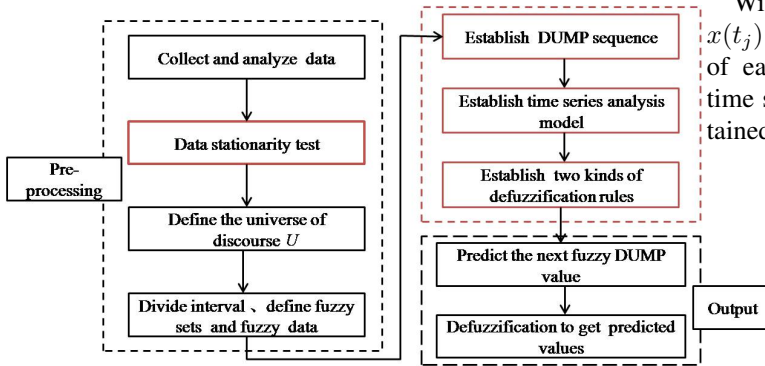 Collect and analyze data
Data stationarity test
Pre-
processing
Define the universe of
discourse U
Divide interval 、define fuzzy
sets and fuzzy data
Establish DUMP sequence
Establish time series analysis
model
Establish two kinds of
defuzzification rules
Predict the next fuzzy DUMP
value
Defuzzification to get predicted
values
Output
x(t_j)
of ea
time s
tained